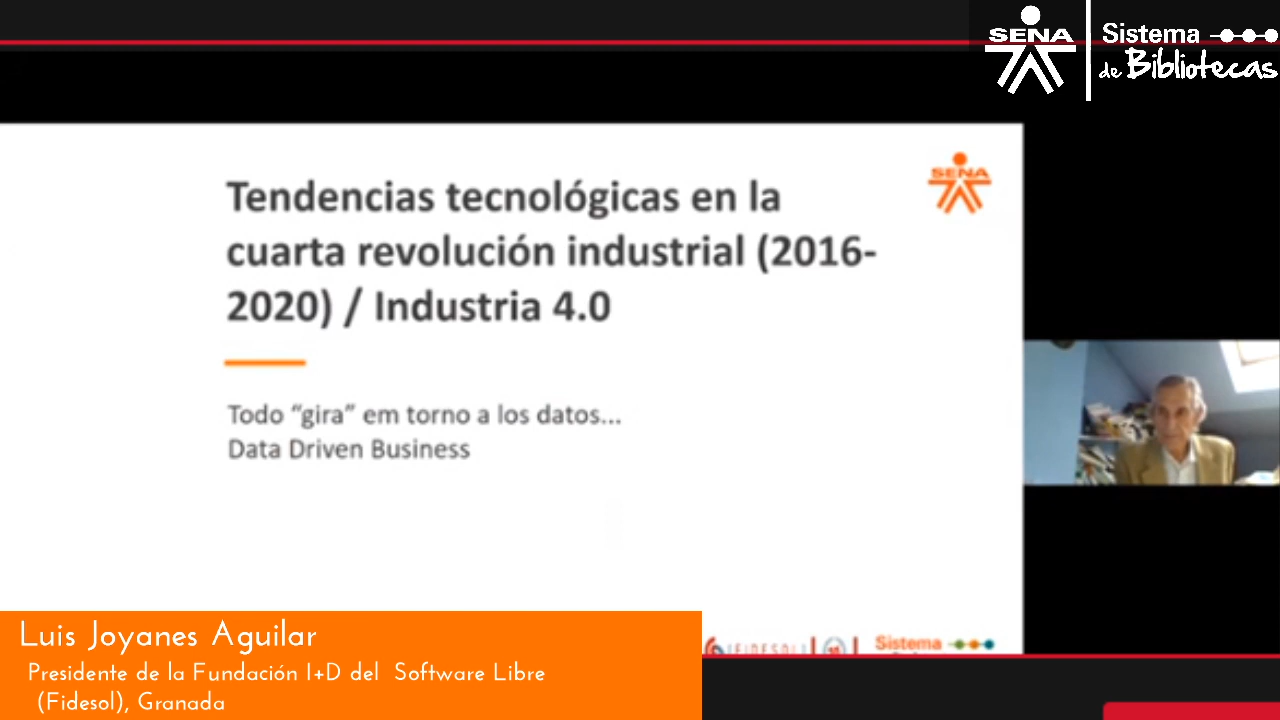 SENA
Sistema
de Bibliotecas
SENA
Tendencias tecnológicas en la
cuarta revolución industrial (2016-
2020) / Industria 4.0
Todo “gira” em torno a los datos...
Data Driven Business
Luis Joyanes Aguilar
Presidente de la Fundación I+D del Software Libre
(Fidesol), Granada
FIDESOL
Sistema